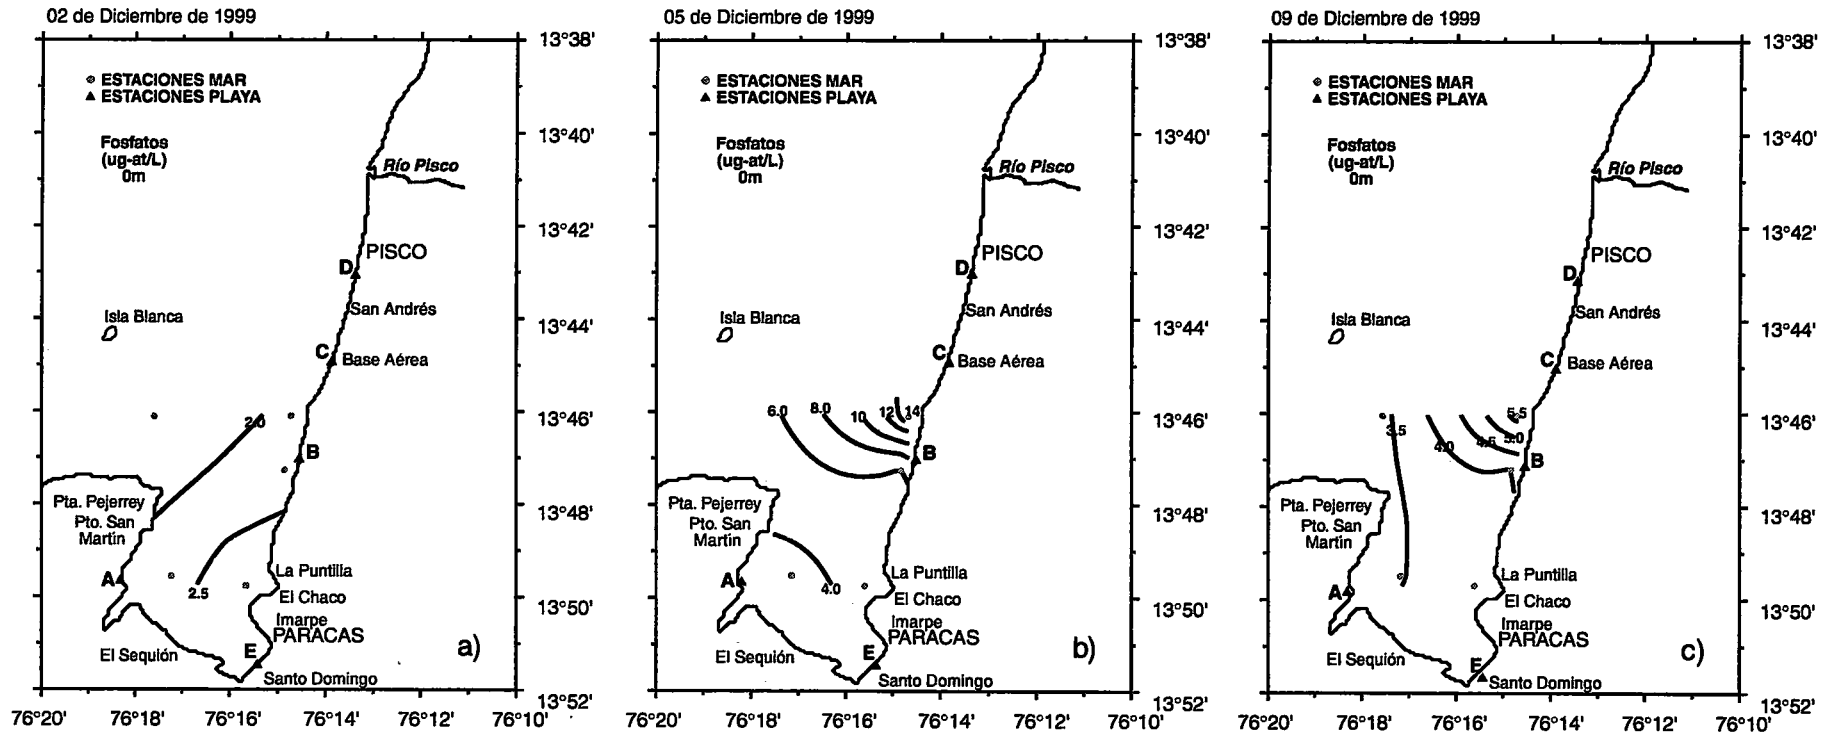 02 de Diciembre de 1999
ESTACIONES MAR
ESTACIONES PLAYA
Fosfatos
(ug-at/L)
0m
Río Pisco
PISCO
D
San Andrés
Isla Blanca
C
Base Aérea
2.0
B
Pta. Pejerrey
Pto. San
Martín
A
2.5
La Puntilla
El Chaco
Imarpe
PARACAS
El Sequión
E
Santo Domingo
a)
13°38'
13°40'
13°42'
13°44'
13°46'
13°48'
13°50'
13°52'
76°20'
76°18'
76°16'
76°14'
76°12'
76°10'
05 de Diciembre de 1999
ESTACIONES MAR
ESTACIONES PLAYA
Fosfatos
(ug-at/L)
0m
Río Pisco
PISCO
D
San Andrés
Isla Blanca
C
Base Aérea
6.0
8.0
10
12
14
B
Pta. Pejerrey
Pto. San
Martín
A
4.0
La Puntilla
El Chaco
Imarpe
PARACAS
El Sequión
E
Santo Domingo
b)
13°38'
13°40'
13°42'
13°44'
13°46'
13°48'
13°50'
13°52'
76°20'
76°18'
76°16'
76°14'
76°12'
76°10'
09 de Diciembre de 1999
ESTACIONES MAR
ESTACIONES PLAYA
Fosfatos
(ug-at/L)
0m
Río Pisco
PISCO
D
San Andrés
Isla Blanca
C
Base Aérea
3.5
4.0
4.5
5.0
5.5
B
Pta. Pejerrey
Pto. San
Martín
A
La Puntilla
El Chaco
Imarpe
PARACAS
El Sequión
E
Santo Domingo
c)
13°38'
13°40'
13°42'
13°44'
13°46'
13°48'
13°50'
13°52'
76°20'
76°18'
76°16'
76°14'
76°12'
76°10'